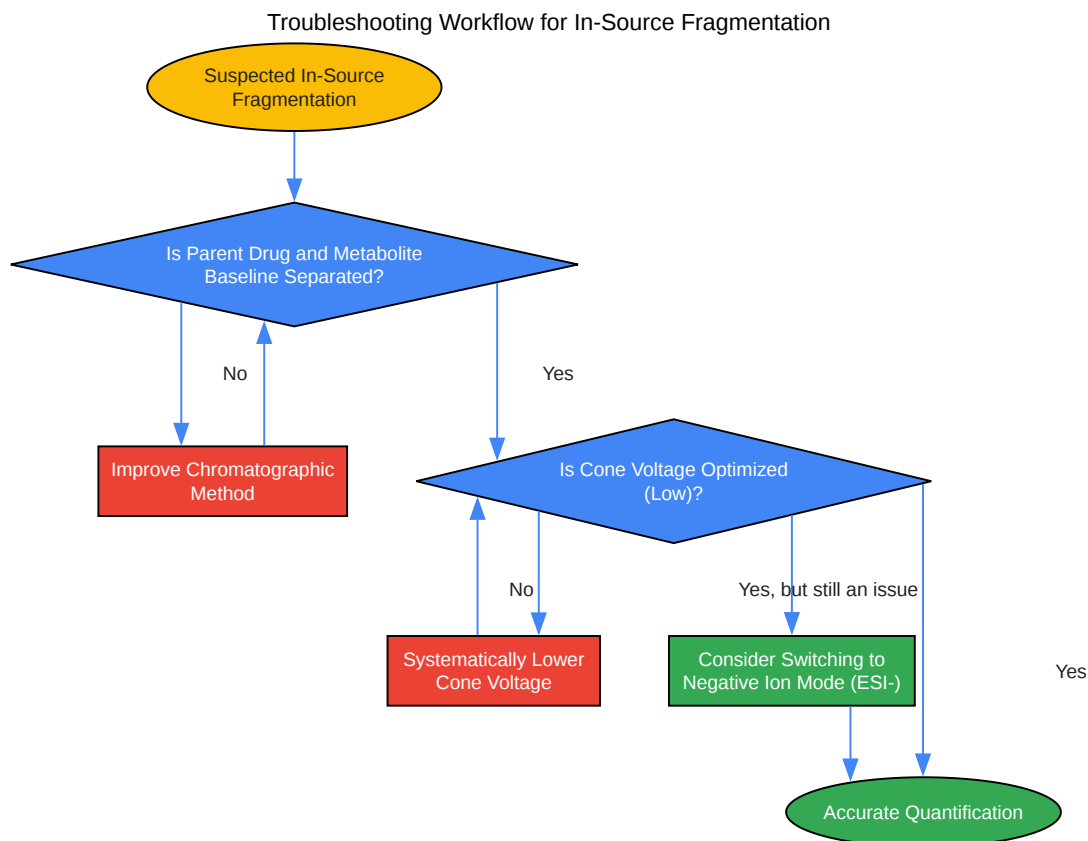 Troubleshooting Workflow for In-Source Fragmentation
Suspected In-Source
Fragmentation
Is Parent Drug and Metabolite
Baseline Separated?
No
Yes
Improve Chromatographic
Method
Is Cone Voltage Optimized
(Low)?
No
Yes, but still an issue
Systematically Lower
Cone Voltage
Consider Switching to
Negative Ion Mode (ESI-)
Yes
Accurate Quantification